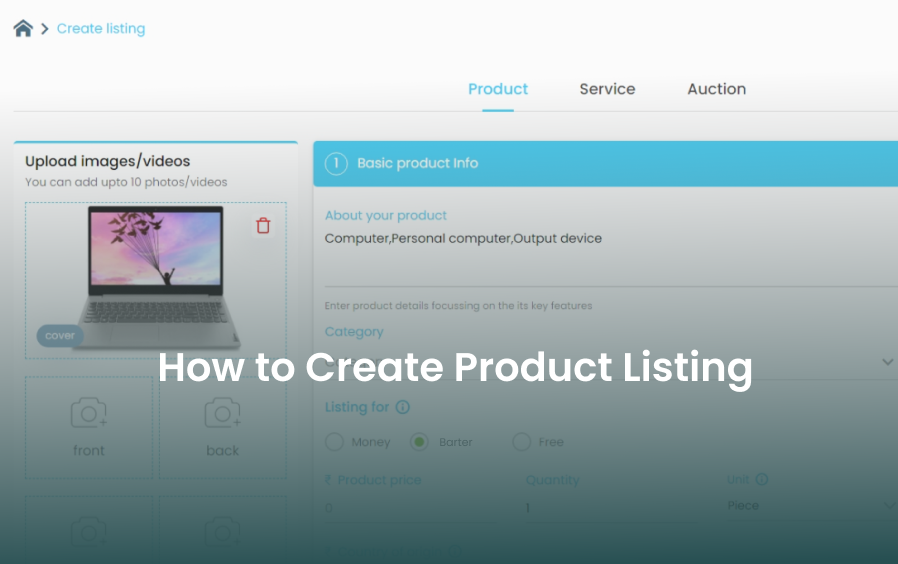 Create listing
Product Service Auction
Upload images/videos
You can add upto 10 photos/videos
cover
front back
1 Basic product Info
About your product
Computer,Personal computer,Output device
Enter product details focussing on the its key features
Category
How to Create Product Listing
Listing for
Money Barter Free
₹ Product price Quantity Unit
0 1 Piece